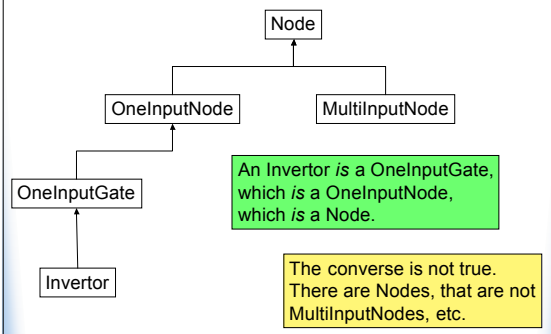 Node
OneInputNode
MultiInputNode
An Invertor is a OneInputGate,
which is a OneInputNode,
which is a Node.
OneInputGate
Invertor
The converse is not true.
There are Nodes, that are not
MultiInputNodes, etc.